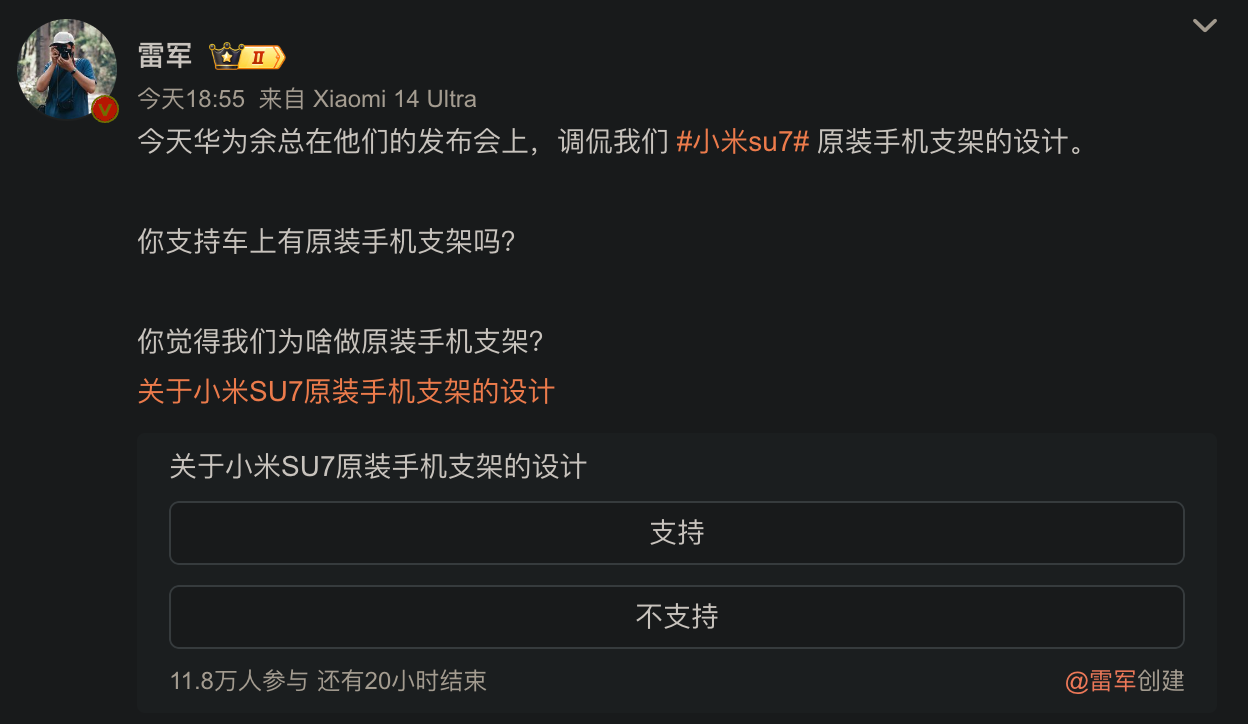 雷军 II
今天18:55 来自 Xiaomi 14 Ultra
今天华为余总在他们的发布会上，调侃我们 #小米su7# 原装手机支架的设计。
你支持车上有原装手机支架吗?
你觉得我们为啥做原装手机支架?
关于小米SU7原装手机支架的设计
关于小米SU7原装手机支架的设计
支持
不支持
11.8万人参与 还有20小时结束 @雷军创建